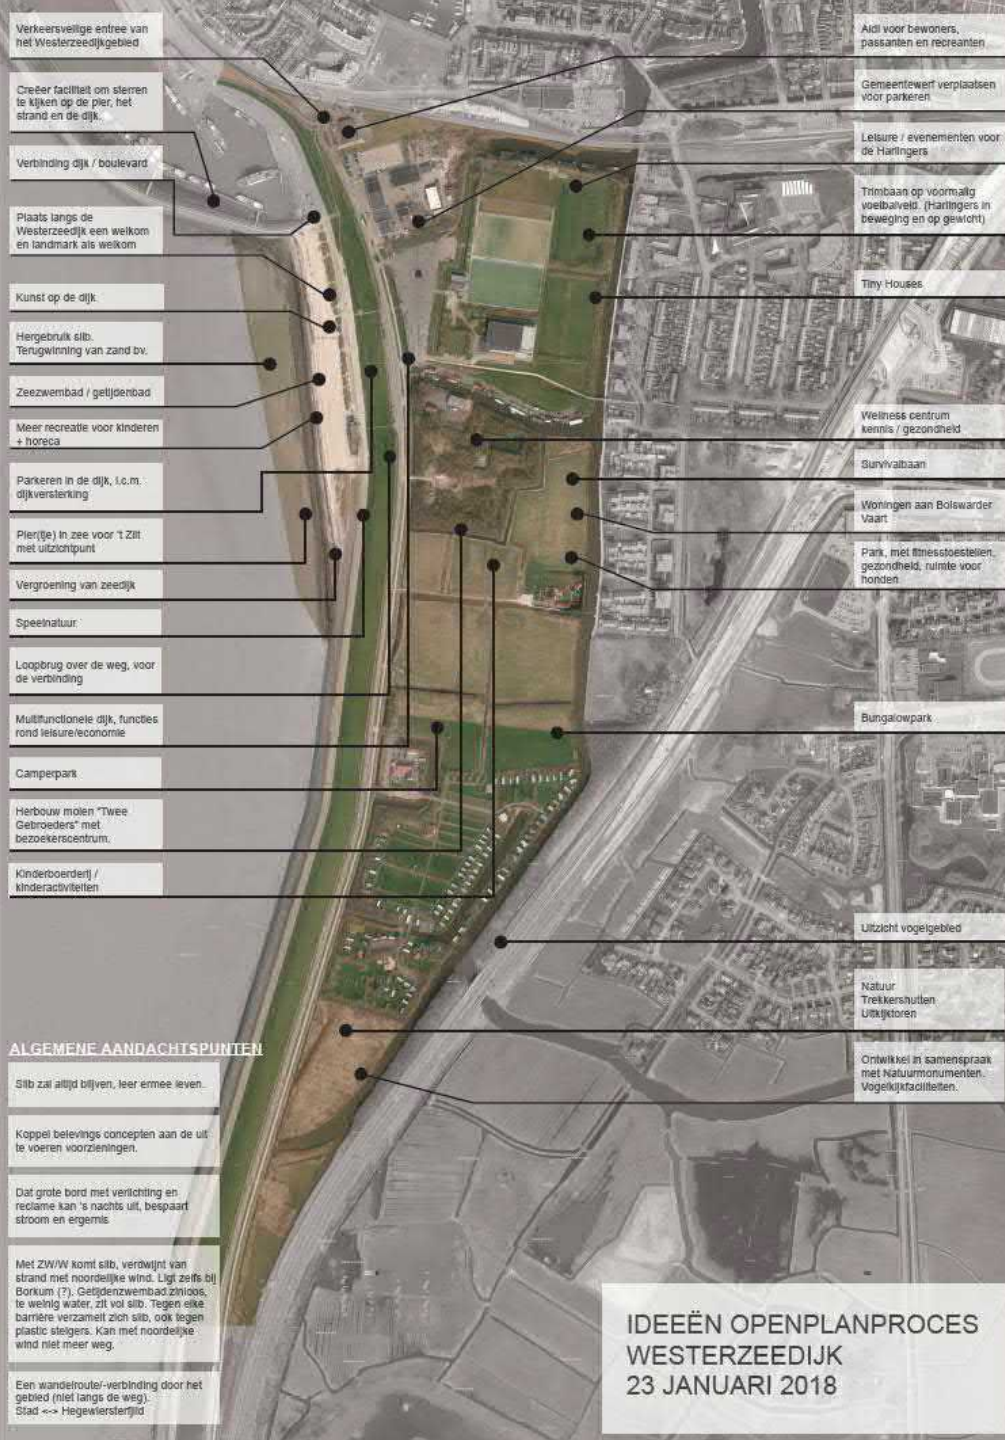 Verkeersveilige entree van
het Westerzeedijkgebied
Creëer faciliteit om sterren
te kijken op de pier, het
strand en de dijk.
Verbinding dijk / boulevard
Plaats langs de
Westerzeedijk een welkom
en landmark als welkom
Kunst op de dijk
Hergebruik slib.
Terugwinning van zand bv.
Zeezwembad / getijdenbad
Meer recreatie voor kinderen
+ horeca
Parkeren in de dijk, i.c.m.
dijkversterking
Pier(tje) in zee voor 't Zilt
met uitzichtpunt
Vergroening van zeedijk
Speelnatuur
Loopbrug over de weg, voor
de verbinding
Multifunctionele dijk, functies
rond leisure/economie
Camperpark
Herbouw molen "Twee
Gebroeders" met
bezoekerscentrum.
Kinderboerderij /
kinderactiviteiten
Aldi voor bewoners,
passanten en recreanten
Gemeentewerf verplaatsen
voor parkeren
Leisure / evenementen voor
de Harlingers
Trimbaan op voormalig
voetbalveld. (Harlingers in
beweging en op gewicht)
Tiny Houses
Wellness centrum
kennis / gezondheid
Survivalbaan
Woningen aan Bolswarder
Vaart
Park, met fitnesstoestellen,
gezondheid, ruimte voor
honden
Bungalowpark
Uitzicht vogelgebied
Natuur
Trekkershutten
Uitkijktoren
Ontwikkel in samenspraak
met Natuurmonumenten.
Vogelkijkfaciliteiten.
ALGEMENE AANDACHTSPUNTEN
Slib zal altijd blijven, leer ermee leven.
Koppel belevings concepten aan de uit
te voeren voorzieningen.
Dat grote bord met verlichting en
reclame kan 's nachts uit, bespaart
stroom en ergernis
Met ZW/W komt slib, verdwijnt van
strand met noordelijke wind. Ligt zelfs bij
Borkum (?). Getijdenzwembad zinloos,
te weinig water, zit vol slib. Tegen elke
barrière verzamelt zich slib, ook tegen
plastic steigers. Kan met noordelijke
wind niet meer weg.
Een wandelroute/-verbinding door het
gebied (niet langs de weg).
Stad <-> Hegewiersterfjild
IDEEËN OPENPLANPROCES
WESTERZEEDIJK
23 JANUARI 2018